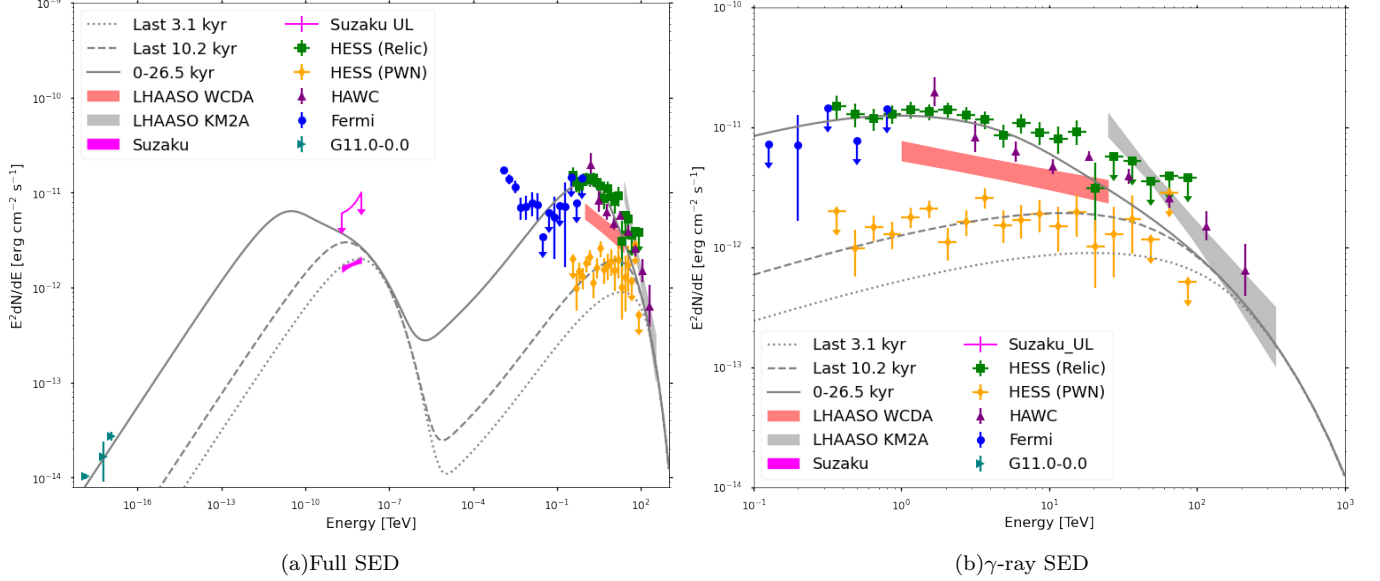 10⁻⁹
10⁻¹⁰
10⁻¹¹
10⁻¹²
10⁻¹³
10⁻¹⁴
E²dN/dE [erg cm⁻² s⁻¹]
Last 3.1 kyr
Last 10.2 kyr
0-26.5 kyr
LHAASO WCDA
LHAASO KM2A
Suzaku
Suzaku UL
HESS (Relic)
HESS (PWN)
HAWC
Fermi
G11.0-0.0
10⁻¹⁶ 10⁻¹³ 10⁻¹⁰ 10⁻⁷ 10⁻⁴ 10⁻¹ 10²
Energy [TeV]
(a)Full SED
10⁻¹⁰
10⁻¹¹
10⁻¹²
10⁻¹³
10⁻¹⁴
E²dN/dE [erg cm⁻² s⁻¹]
Last 3.1 kyr
Last 10.2 kyr
0-26.5 kyr
LHAASO WCDA
LHAASO KM2A
Suzaku
Suzaku_UL
HESS (Relic)
HESS (PWN)
HAWC
Fermi
G11.0-0.0
10⁻¹ 10⁰ 10¹ 10² 10³
Energy [TeV]
(b)γ-ray SED